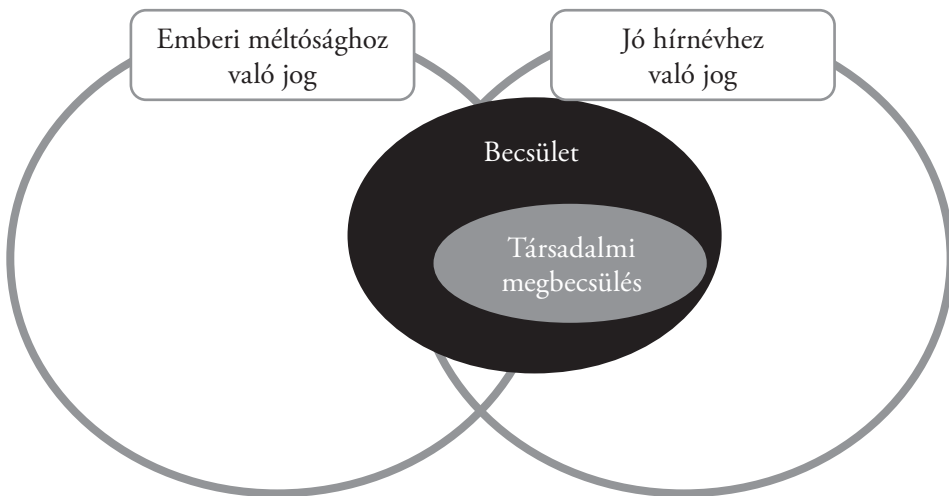 Emberi méltósághoz
való jog
Jó hírnévhez
való jog
Becsület
Társadalmi
megbecsülés